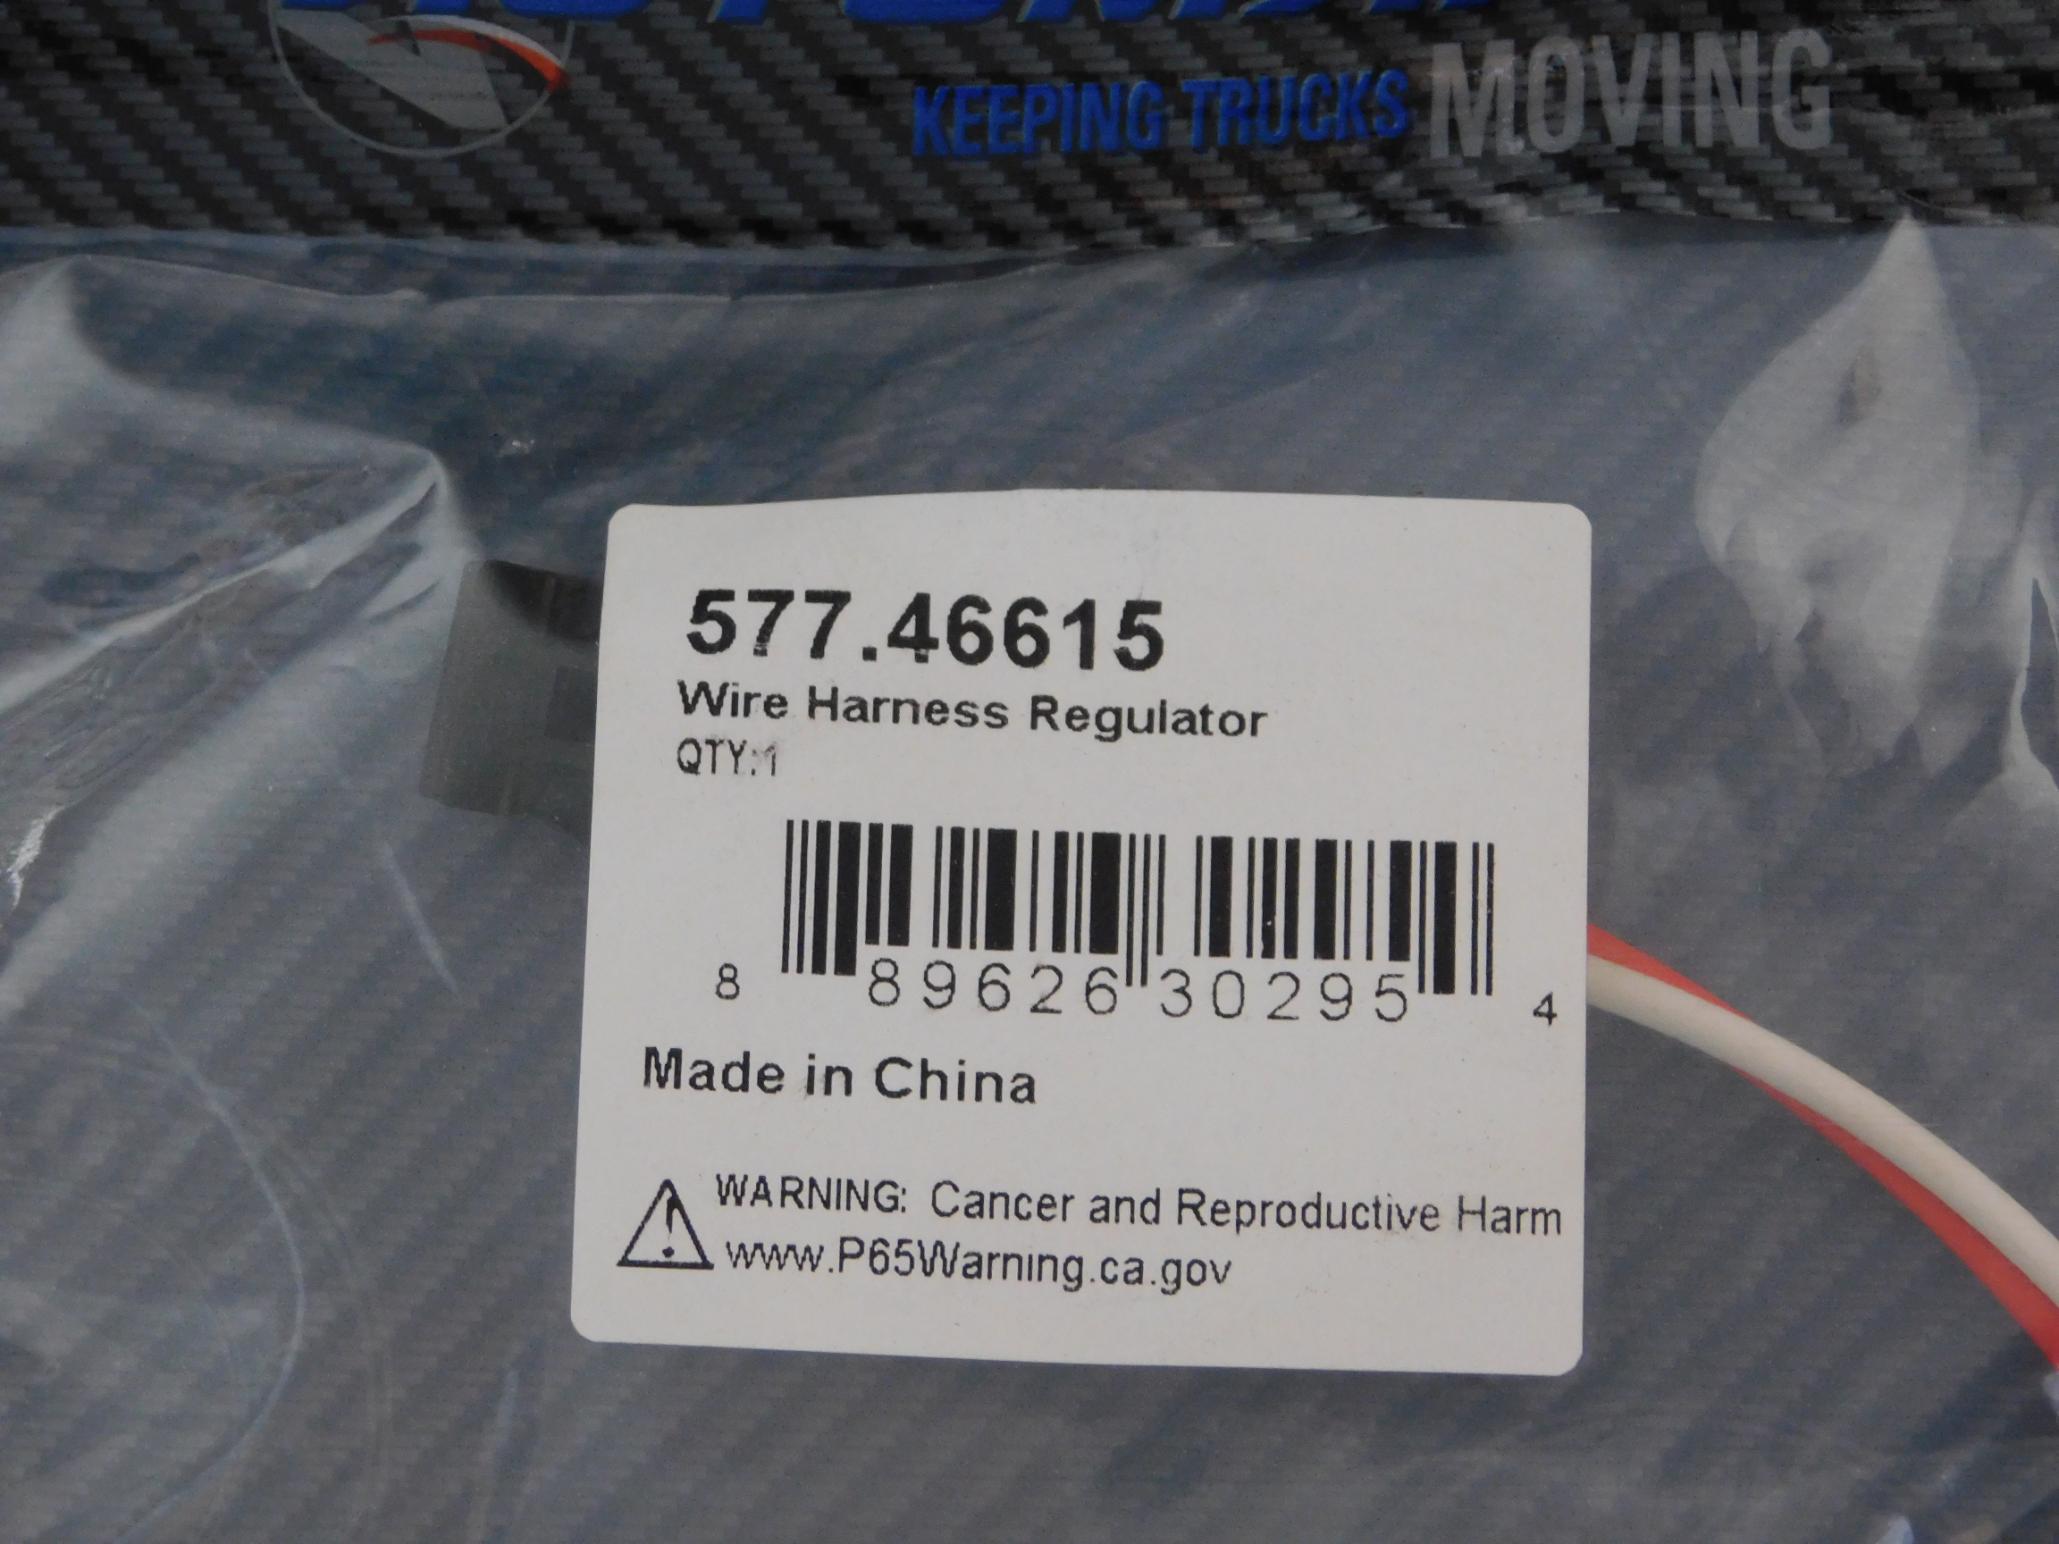 KEEPING TRUCKS MOVING
577.46615
Wire Harness Regulator
QTY:1
8 89626 30295 4
Made in China
WARNING: Cancer and Reproductive Harm
www.P65Warning.ca.gov